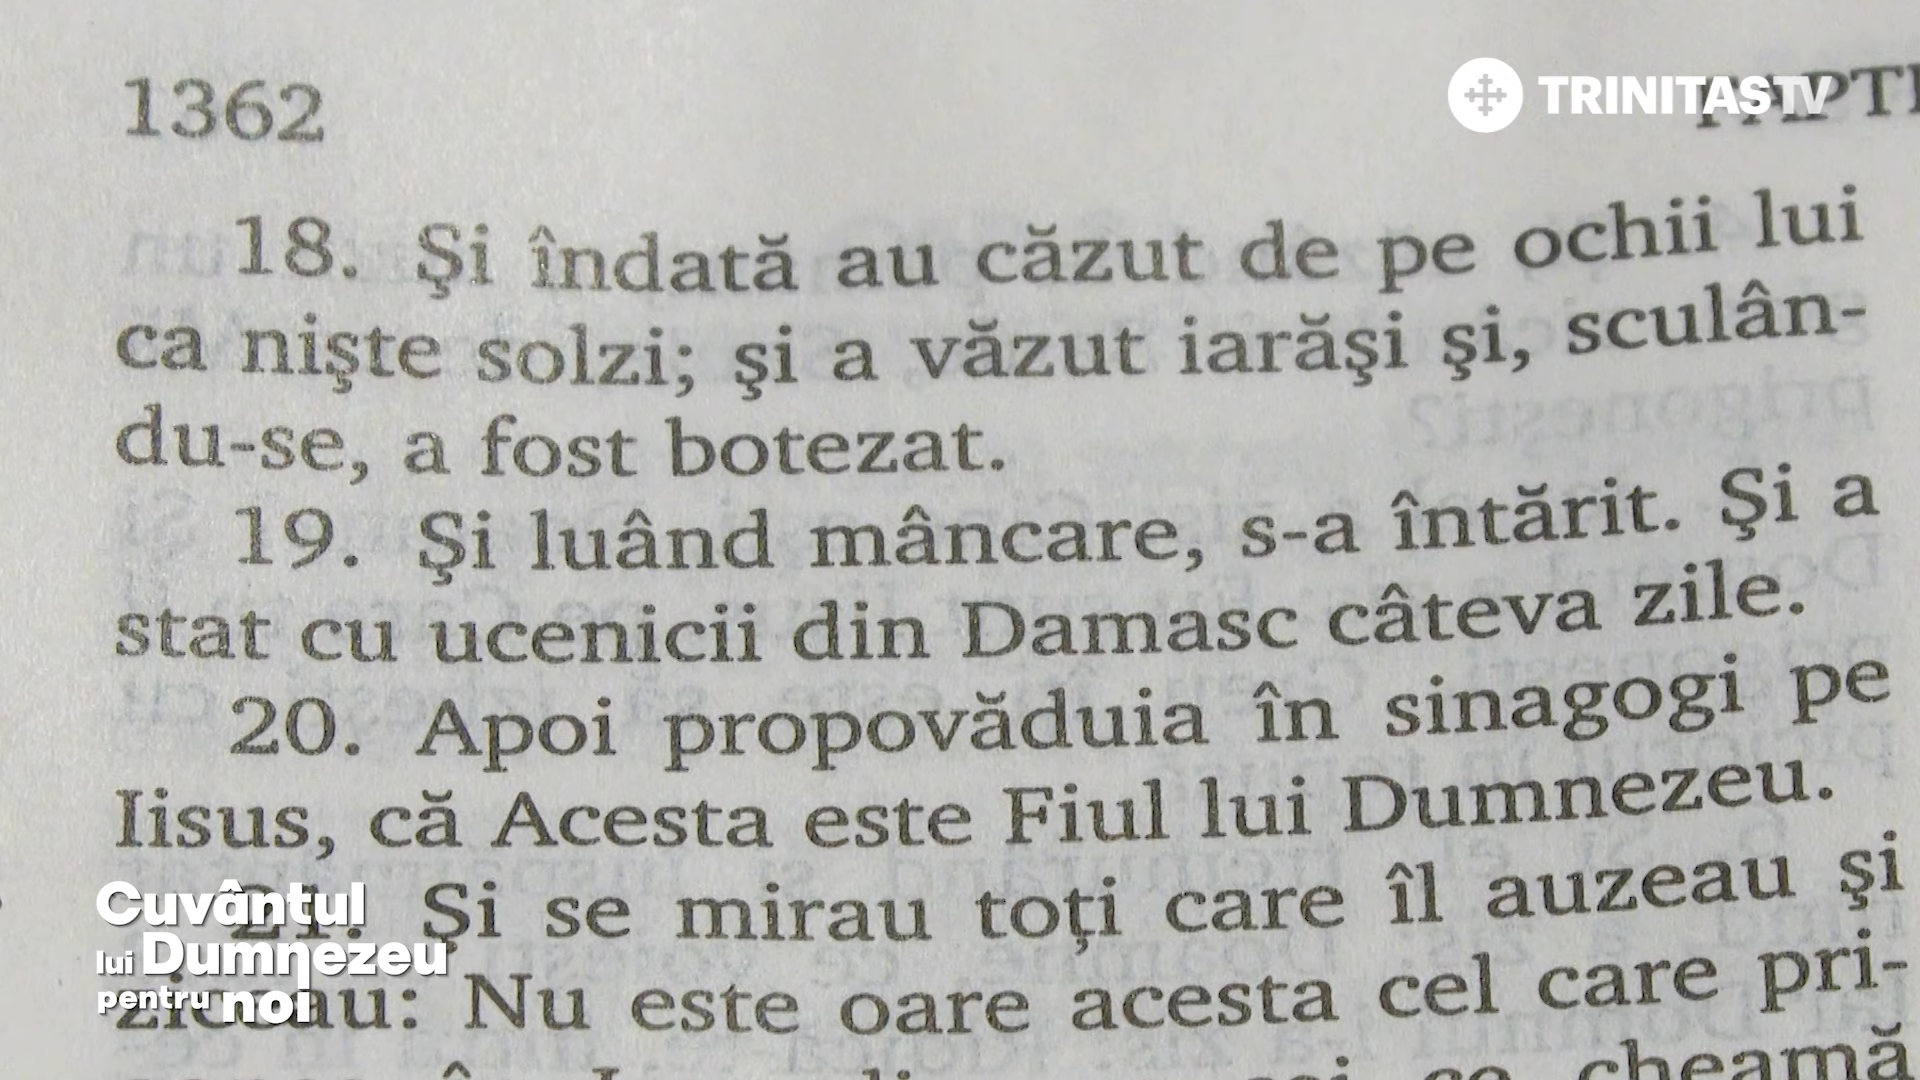 1362
TRINITAS TV
18. Şi îndată au căzut de pe ochii lui
ca nişte solzi; şi a văzut iarăşi şi, sculân-
du-se, a fost botezat.
19. Şi luând mâncare, s-a întărit. Şi a
stat cu ucenicii din Damasc câteva zile.
20. Apoi propovăduia în sinagogi pe
Iisus, că Acesta este Fiul lui Dumnezeu.
21. Şi se mirau toţi care îl auzeau şi
ziceau: Nu este oare acesta cel care pri-
cheamă
Cuvântul
lui Dumnezeu
pentru noi